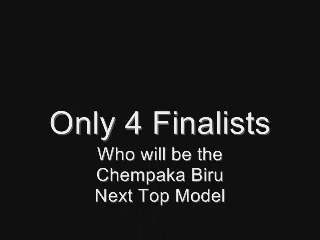 Only 4 Finalists
Who will be the
Chempaka Biru
Next Top Model